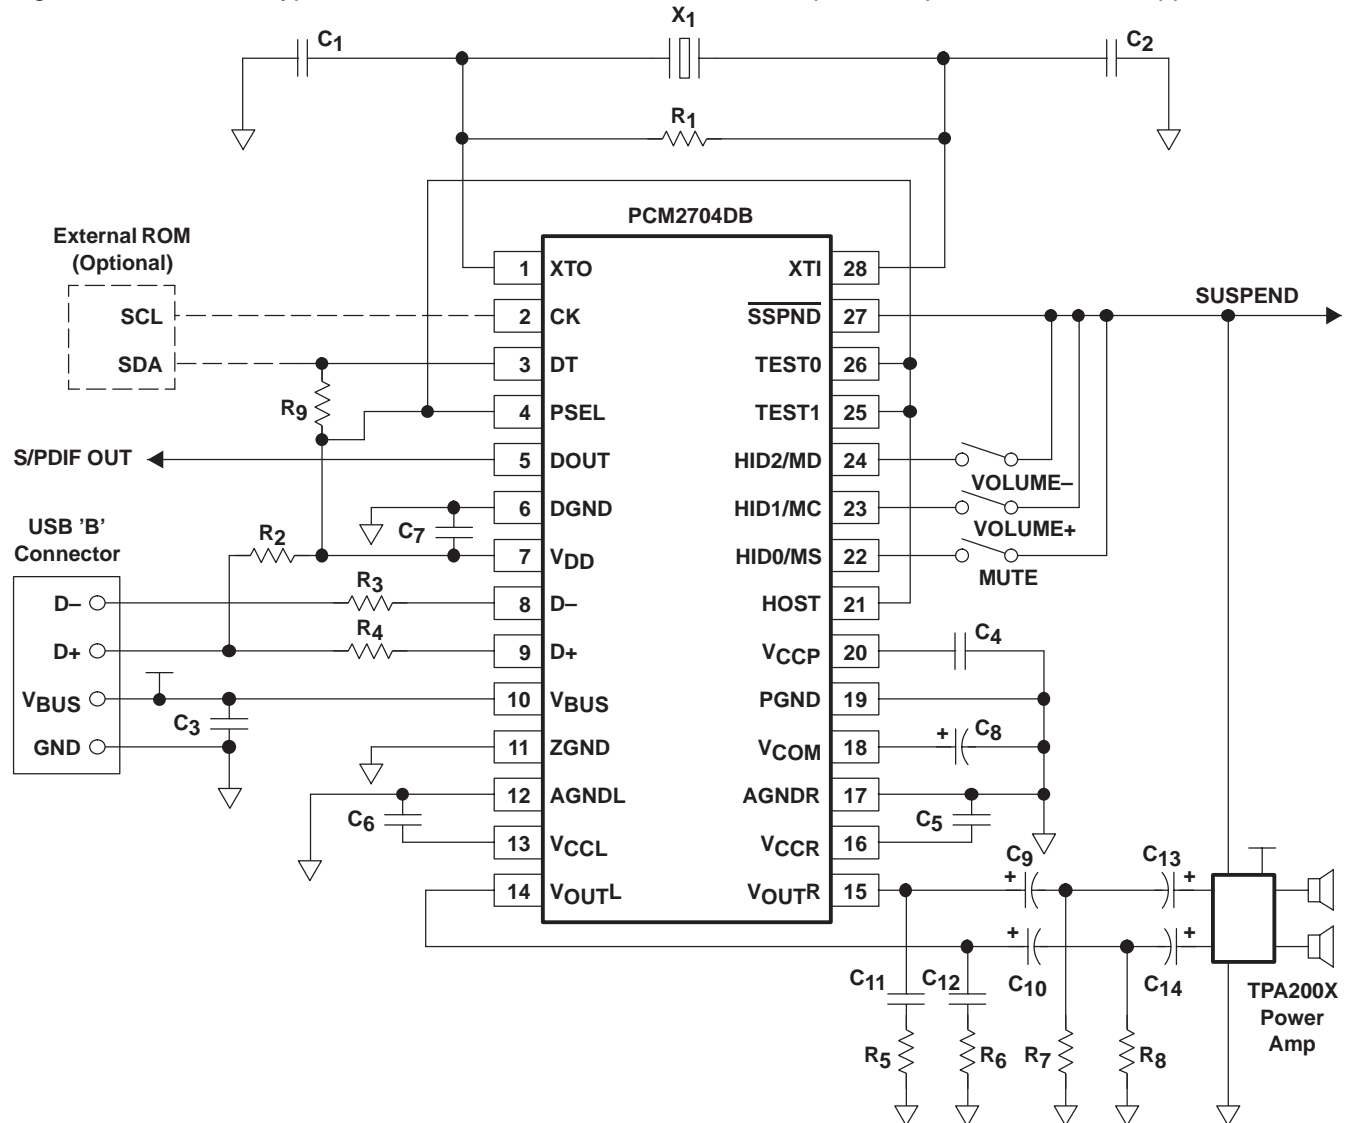 X1
C1
C2
R1
PCM2704DB
External ROM
(Optional)
SCL
SDA
1 XTO
2 CK
3 DT
4 PSEL
5 DOUT
6 DGND
7 VDD
8 D–
9 D+
10 VBUS
11 ZGND
12 AGNDL
13 VCCL
14 VOUTL
XTI 28
SSPND 27
TEST0 26
TEST1 25
HID2/MD 24
HID1/MC 23
HID0/MS 22
HOST 21
VCCP 20
PGND 19
VCOM 18
AGNDR 17
VCCR 16
VOUTR 15
SUSPEND
R9
S/PDIF OUT
VOLUME–
VOLUME+
MUTE
USB 'B'
Connector
D–
D+
VBUS
GND
R2
C7
R3
R4
C3
C6
C4
+ C8
C5
C9
+
C13
+
+
C10
+
C14
C11
C12
R5
R6
R7
R8
TPA200X
Power
Amp